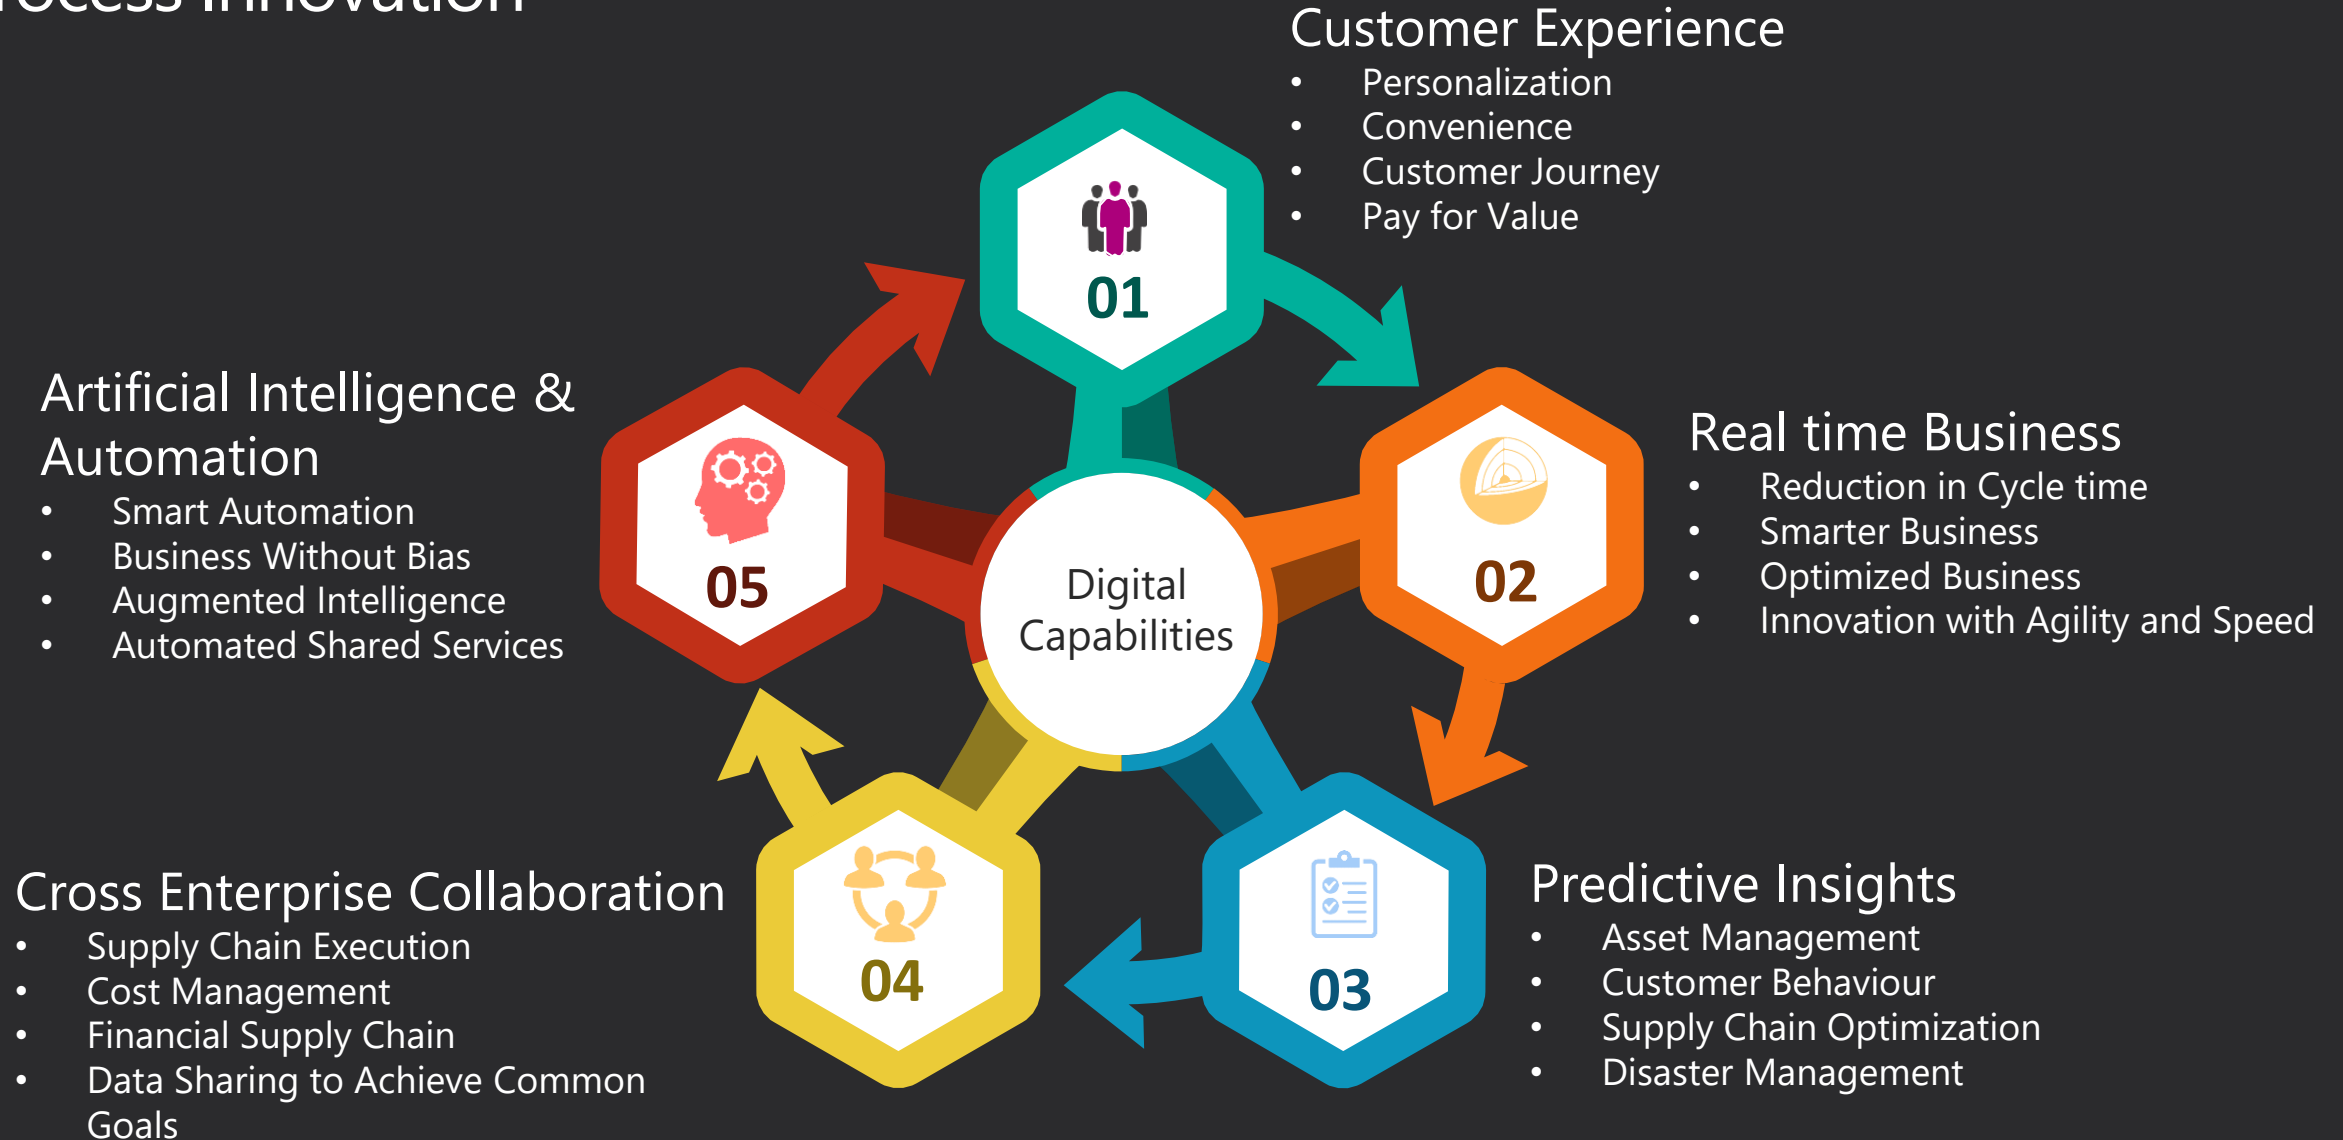 Innovation
Customer Experience
• Personalization
• Convenience
• Customer Journey
• Pay for Value
01
Real time Business
• Reduction in Cycle time
• Smarter Business
• Optimized Business
• Innovation with Agility and Speed
02
Predictive Insights
• Asset Management
• Customer Behaviour
• Supply Chain Optimization
• Disaster Management
03
Cross Enterprise Collaboration
• Supply Chain Execution
• Cost Management
• Financial Supply Chain
• Data Sharing to Achieve Common
Goals
04
Artificial Intelligence &
Automation
• Smart Automation
• Business Without Bias
• Augmented Intelligence
• Automated Shared Services
05
Digital
Capabilities